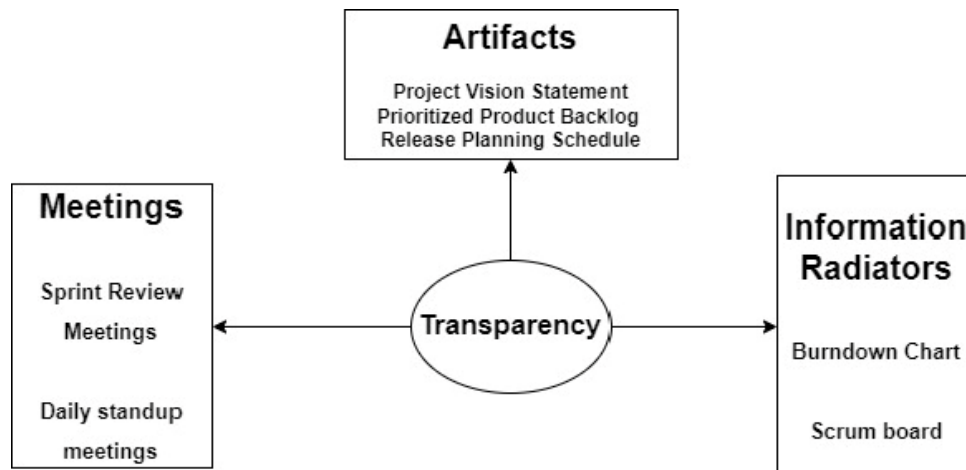 Artifacts
Project Vision Statement
Prioritized Product Backlog
Release Planning Schedule
Meetings
Sprint Review
Meetings
Daily standup
meetings
Transparency
Information
Radiators
Burndown Chart
Scrum board